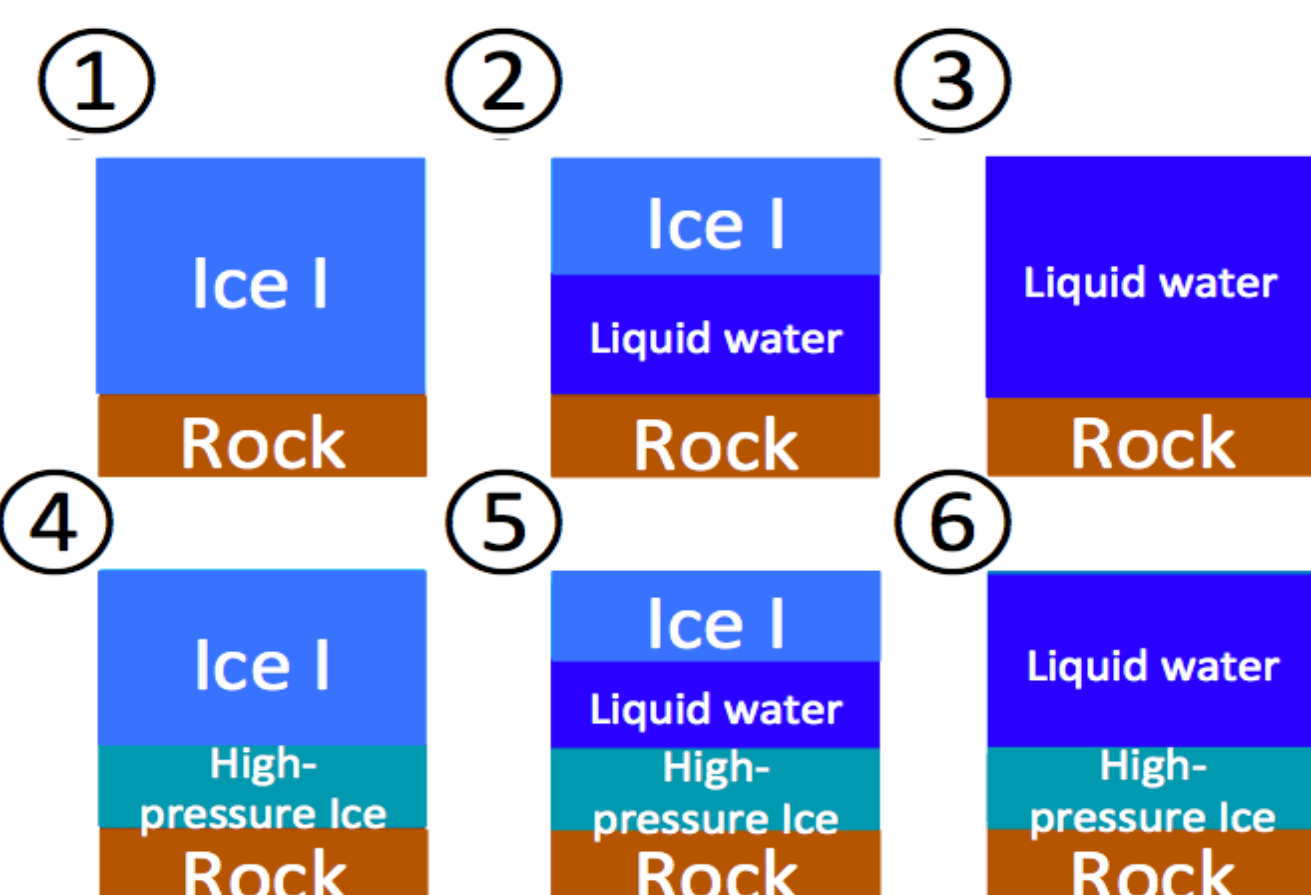 1
2
3
Ice I
Liquid water
Rock
Ice I
Liquid water
Rock
Rock
4
5
6
Ice I
High-
pressure Ice
Rock
Ice I
Liquid water
High-
pressure Ice
Rock
Liquid water
High-
pressure Ice
Rock